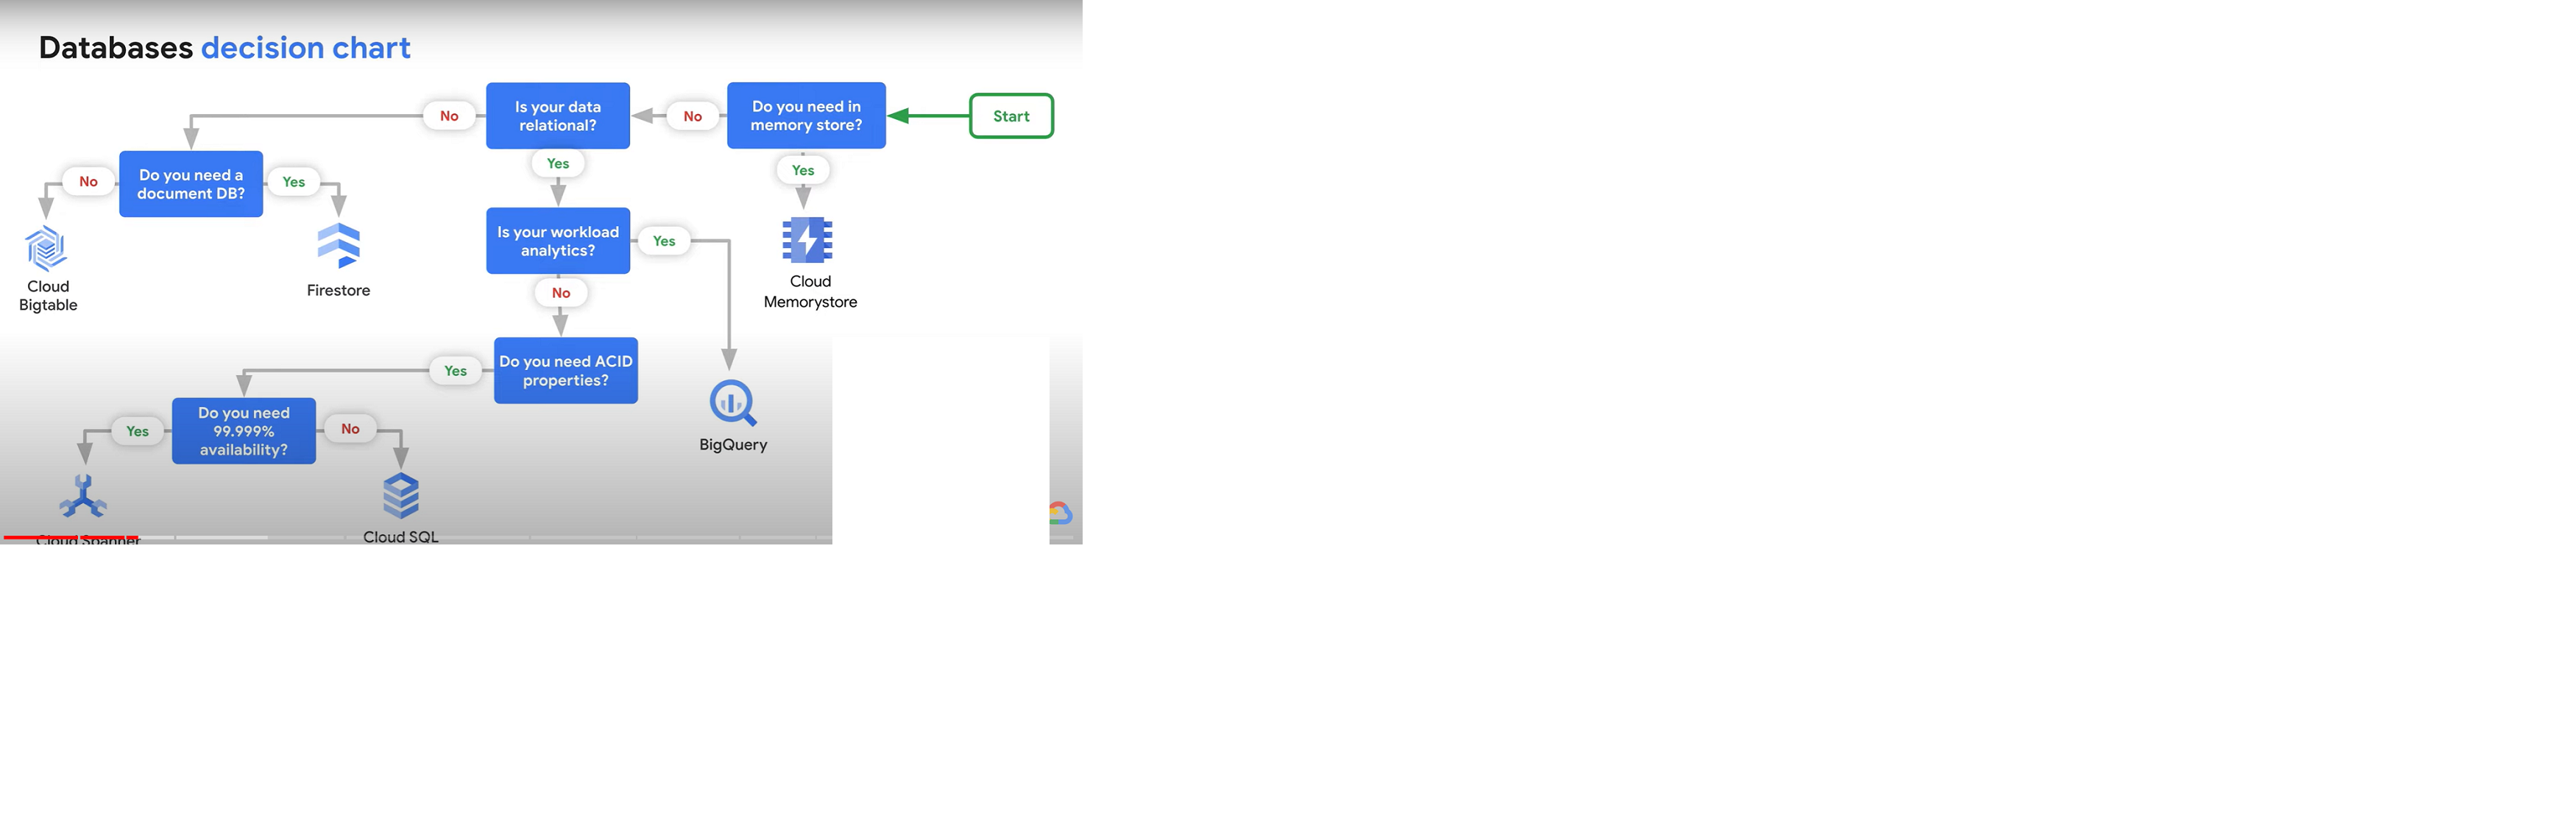 Databases decision chart
Start
Do you need in
memory store?
No
Is your data
relational?
No
Yes
Yes
Do you need a
document DB?
No
Yes
Cloud
Bigtable
Firestore
Is your workload
analytics?
Yes
No
Cloud
Memorystore
Do you need ACID
properties?
Yes
BigQuery
Do you need
99.999%
availability?
Yes
No
Cloud Spanner
Cloud SQL